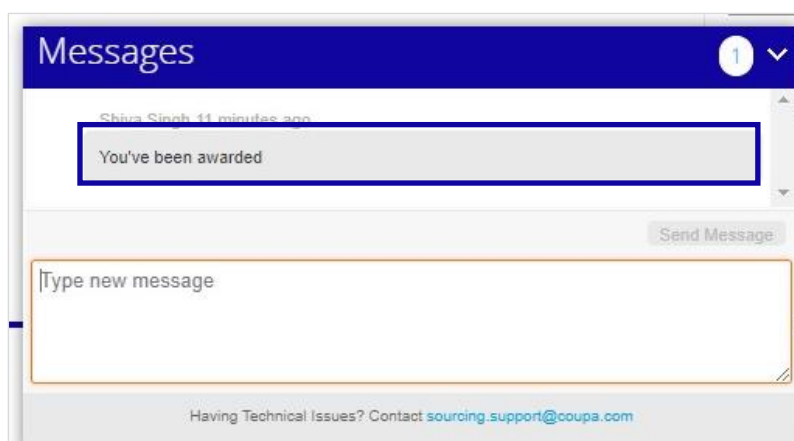 Messages
1
Shiva Singh 11 minutes ago
You've been awarded
Send Message
Type new message
Having Technical Issues? Contact sourcing.support@coupa.com